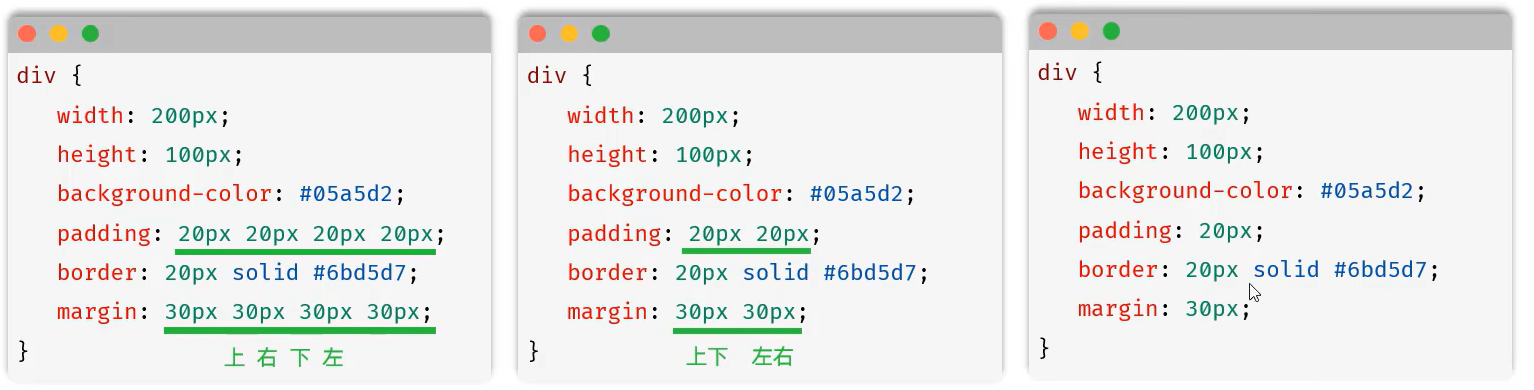 div {
width: 200px;
height: 100px;
background-color: #05a5d2;
padding: 20px 20px 20px 20px;
border: 20px solid #6bd5d7;
margin: 30px 30px 30px 30px;
上 右 下 左
}
div {
width: 200px;
height: 100px;
background-color: #05a5d2;
padding: 20px 20px;
border: 20px solid #6bd5d7;
margin: 30px 30px;
上下 左右
}
div {
width: 200px;
height: 100px;
background-color: #05a5d2;
padding: 20px;
border: 20px solid #6bd5d7;
margin: 30px;
}